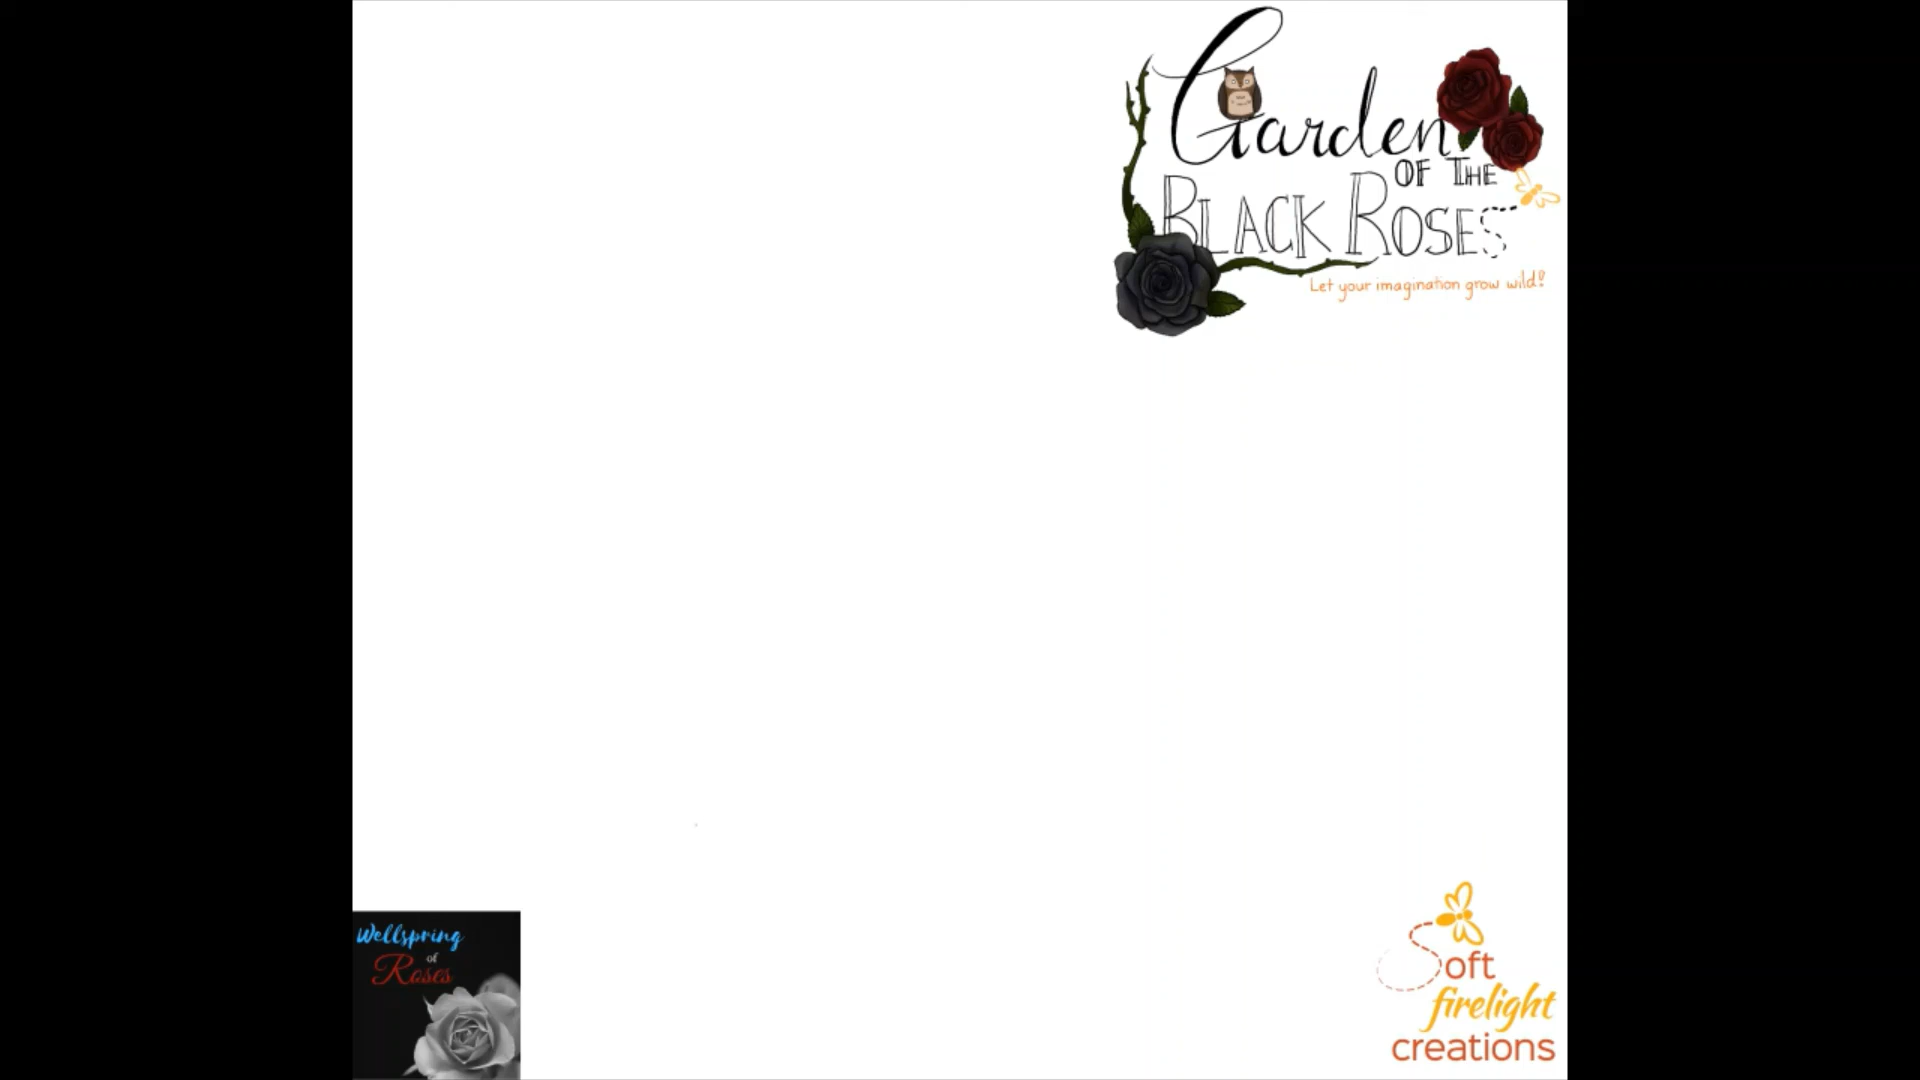 Garden
OF THE
BLACK ROSES
Let your imagination grow wild!
Wellspring
of
Roses
Soft
firelight
creations